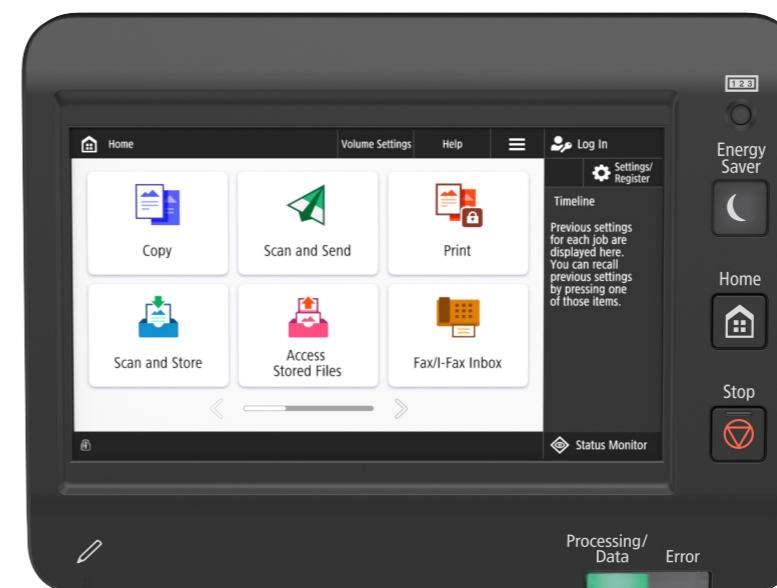 123
Home
Volume Settings
Help
Log In
Settings/
Register
Copy
Scan and Send
Print
Scan and Store
Access
Stored Files
Fax/I-Fax Inbox
Timeline
Previous settings
for each job are
displayed here.
You can recall
previous settings
by pressing one
of those items.
Status Monitor
Energy
Saver
Home
Stop
Processing/
Data
Error